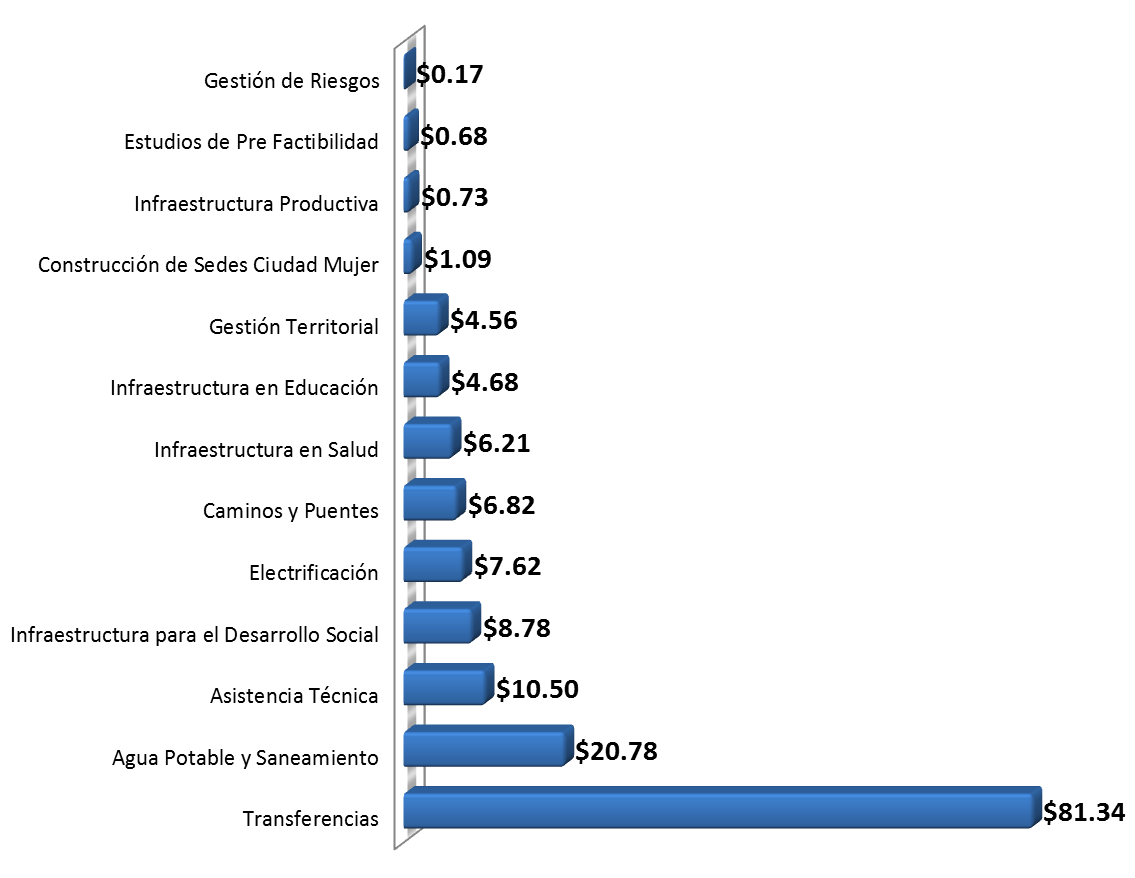 Gestión de Riesgos $0.17
Estudios de Pre Factibilidad $0.68
Infraestructura Productiva $0.73
Construcción de Sedes Ciudad Mujer $1.09
Gestión Territorial $4.56
Infraestructura en Educación $4.68
Infraestructura en Salud $6.21
Caminos y Puentes $6.82
Electrificación $7.62
Infraestructura para el Desarrollo Social $8.78
Asistencia Técnica $10.50
Agua Potable y Saneamiento $20.78
Transferencias $81.34